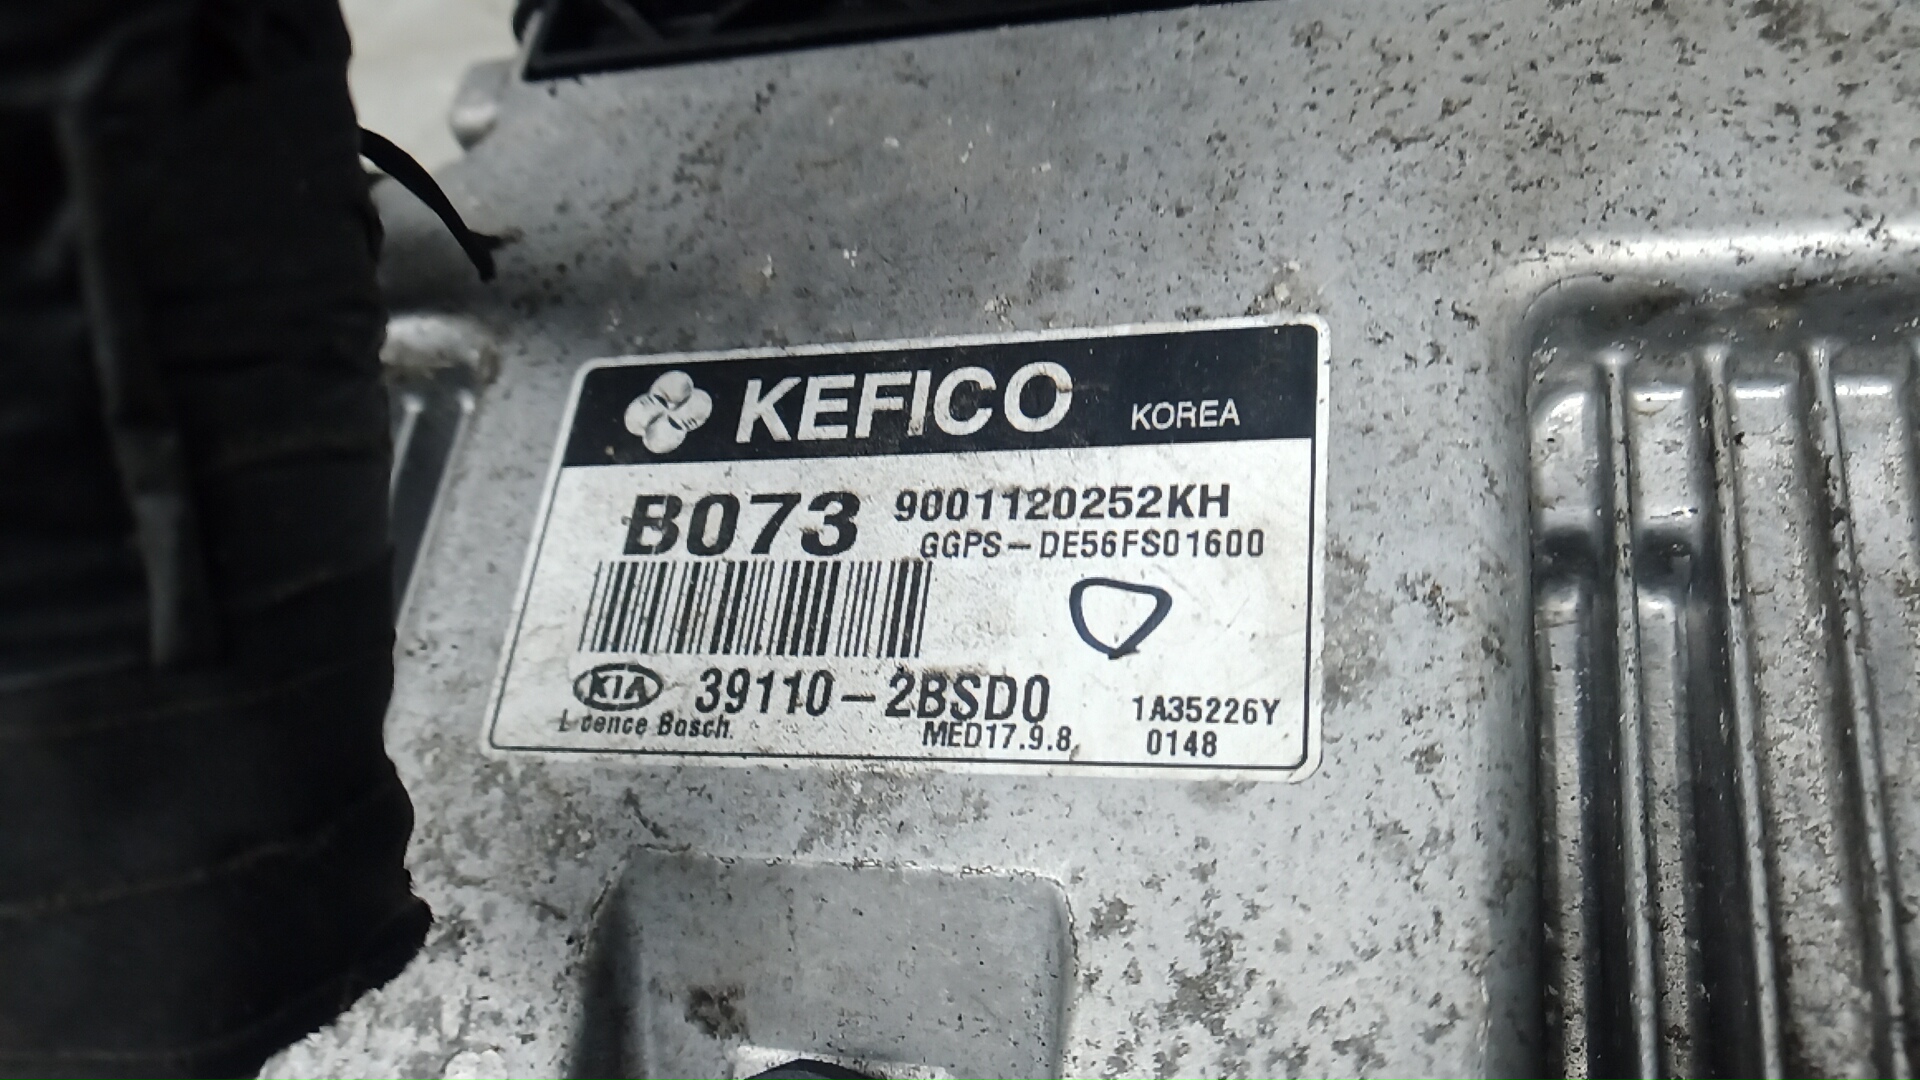 KEFICO KOREA
B073 9001120252KH
GGPS-DE56FS01600
KIA 39110-2BSD0 1A35226Y
Licence Bosch. MED17.9.8 0148